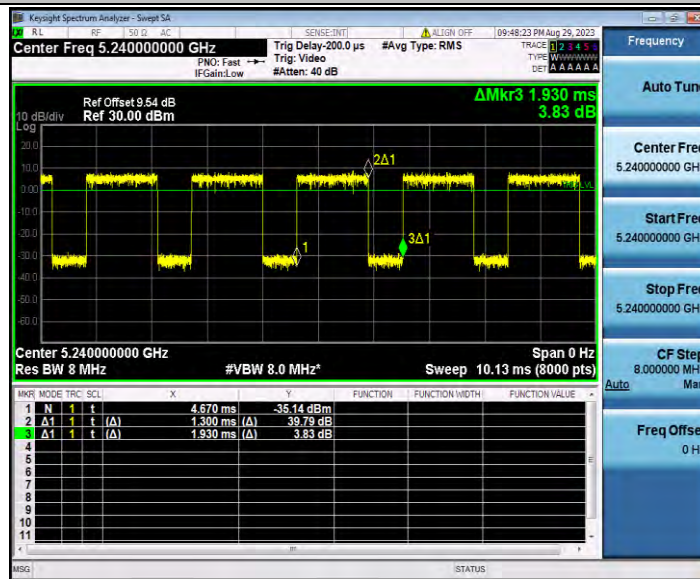 Keysight Spectrum Analyzer - Swept SA
RL RF 50 Ω AC SENSE:INT ALIGN OFF 09:48:23 PM Aug 29, 2023
Center Freq 5.240000000 GHz
PNO: Fast
IFGain:Low
Trig Delay-200.0 µs
Trig: Video
#Atten: 40 dB
#Avg Type: RMS
TRACE 1 2 3 4 5 6
TYPE W
DET A A A A A A
ΔMkr3 1.930 ms
3.83 dB
Ref Offset 9.54 dB
10 dB/div Ref 30.00 dBm
Log
20.0
10.0
0.00
-10.0
-20.0
-30.0
-40.0
-50.0
-60.0
2Δ1
1
3Δ1
Center 5.240000000 GHz Span 0 Hz
Res BW 8 MHz #VBW 8.0 MHz* Sweep 10.13 ms (8000 pts)
MKR MODE TRC SCL X Y FUNCTION FUNCTION WIDTH FUNCTION VALUE
1 N 1 t 4.670 ms -35.14 dBm
2 Δ1 1 t (Δ) 1.300 ms (Δ) 39.79 dB
3 Δ1 1 t (Δ) 1.930 ms (Δ) 3.83 dB
4
5
6
7
8
9
10
11
MSG STATUS
Frequency
Auto Tun
Center Fre
5.240000000 GH
Start Fre
5.240000000 GH
Stop Fre
5.240000000 GH
CF Step
8.000000 MH
Auto Ma
Freq Offse
0 H